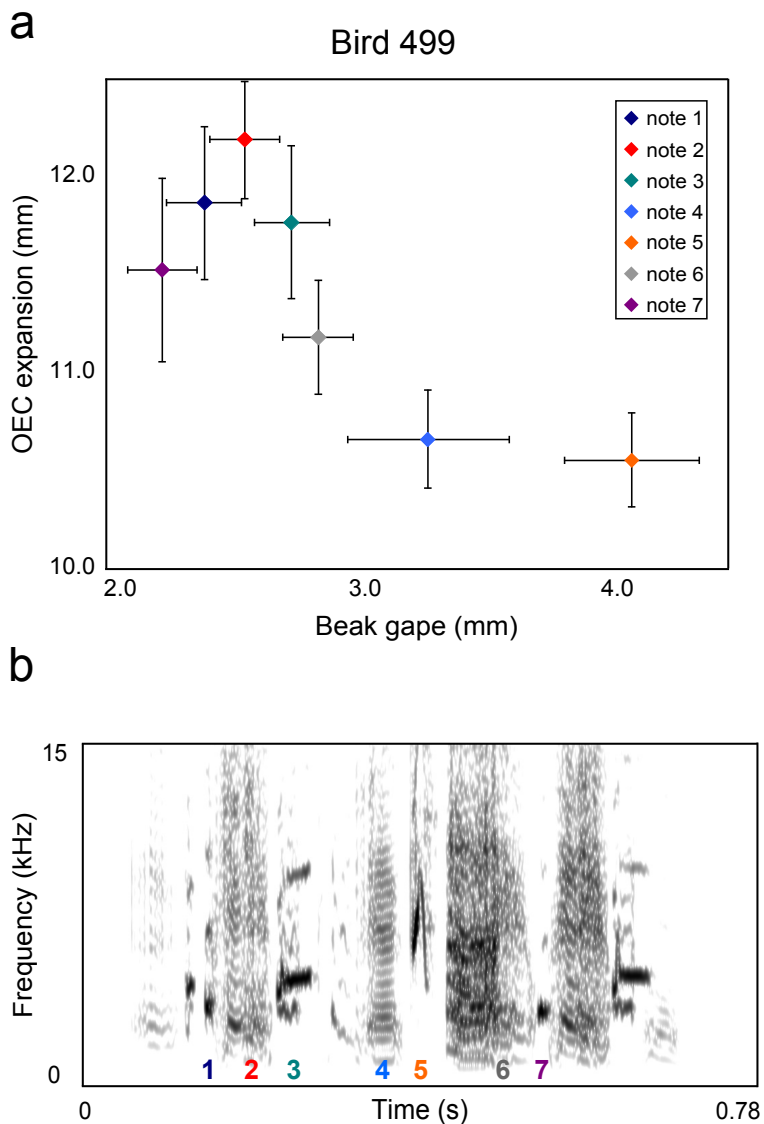 a
Bird 499
OEC expansion (mm)
12.0
11.0
10.0
note 1
note 2
note 3
note 4
note 5
note 6
note 7
2.0 3.0 4.0
Beak gape (mm)
b
Frequency (kHz)
15
0
1 2 3 4 5 6 7
0 Time (s) 0.78